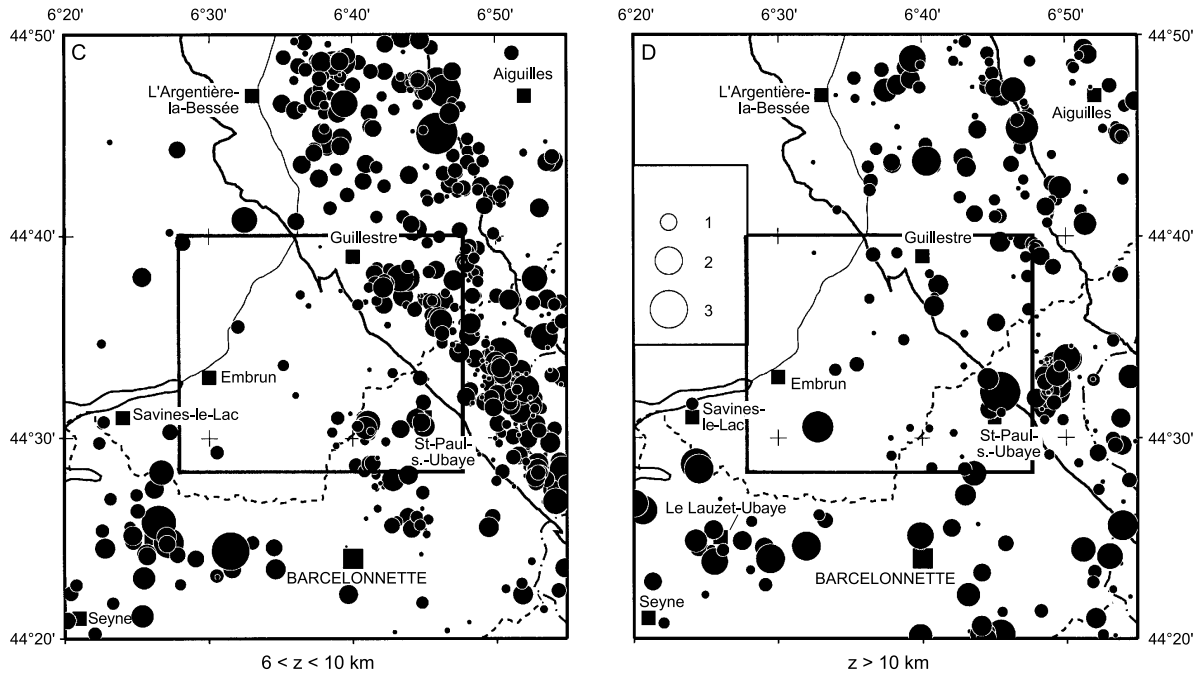 6°20' 6°30' 6°40' 6°50' 6°20' 6°30' 6°40' 6°50'
44°50' 44°50'
C D
Aiguilles
L'Argentière-
la-Bessée
L'Argentière-
la-Bessée
Aiguilles
1
2
3
44°40' 44°40'
Guillestre Guillestre
Embrun Embrun
Savines-le-Lac
Savines-
le-Lac
44°30' 44°30'
St-Paul-
s.-Ubaye
St-Paul-
s.-Ubaye
Le Lauzet-Ubaye
BARCELONNETTE BARCELONNETTE
Seyne Seyne
44°20' 44°20'
6 < z < 10 km z > 10 km